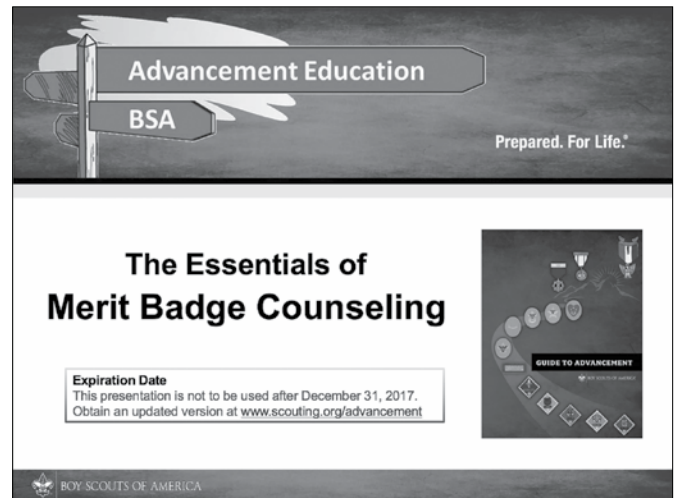 Advancement Education
BSA
Prepared. For Life.®
The Essentials of
Merit Badge Counseling
Expiration Date
This presentation is not to be used after December 31, 2017.
Obtain an updated version at www.scouting.org/advancement
GUIDE TO ADVANCEMENT
BOY SCOUTS OF AMERICA
BOY SCOUTS OF AMERICA